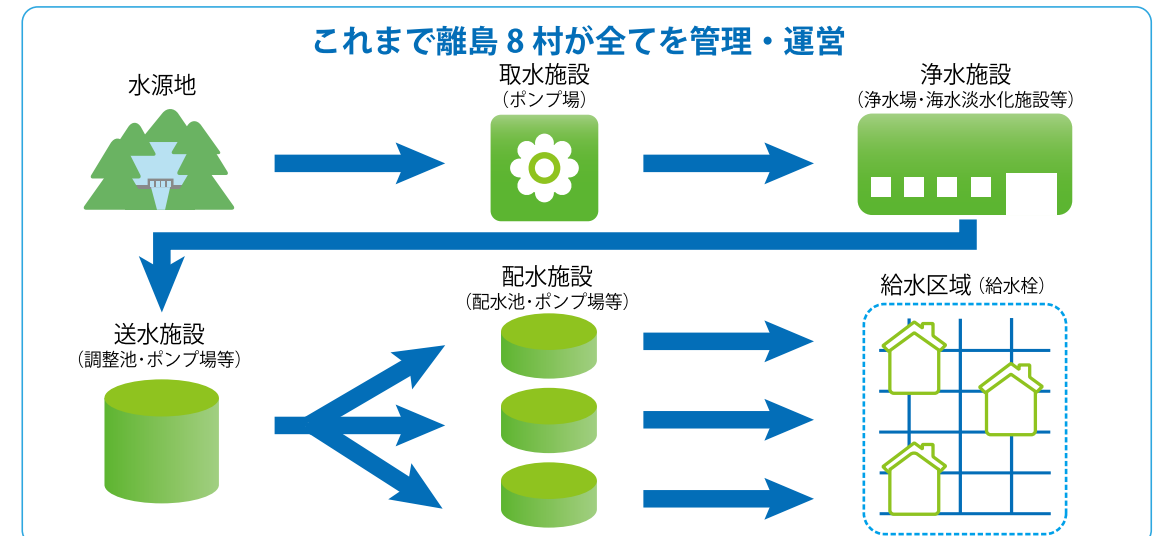 これまで離島8村が全てを管理・運営
水源地
取水施設
（ポンプ場）
浄水施設
（浄水場・海水淡水化施設等）
送水施設
（調整池・ポンプ場等）
配水施設
（配水池・ポンプ場等）
給水区域（給水栓）